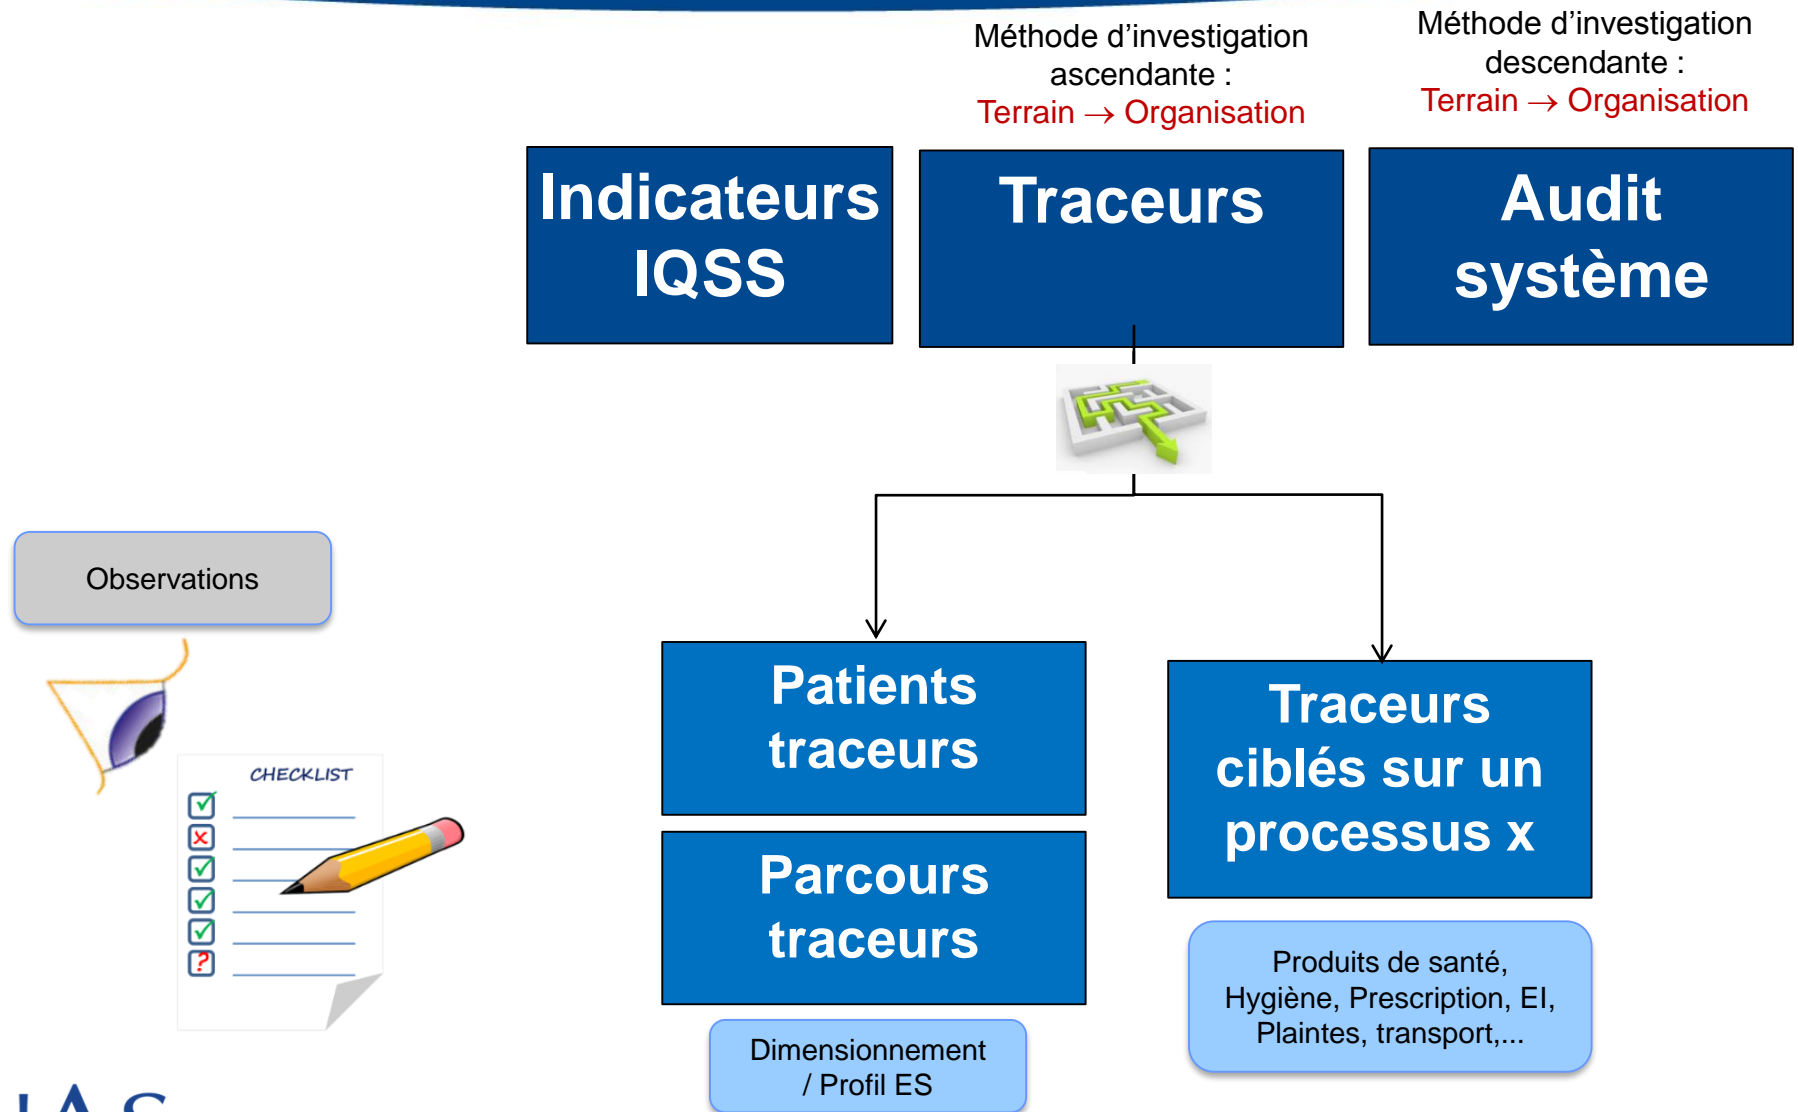 Méthode d’investigation
ascendante :
Terrain → Organisation
Méthode d’investigation
descendante :
Terrain → Organisation
Indicateurs
IQSS
Traceurs
Audit
système
Observations
CHECKLIST
Patients
traceurs
Parcours
traceurs
Dimensionnement
/ Profil ES
Traceurs
ciblés sur un
processus x
Produits de santé,
Hygiène, Prescription, EI,
Plaintes, transport,...